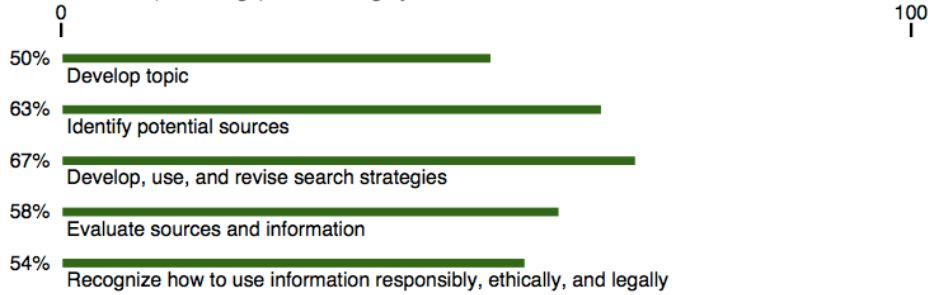 0 100
50%
Develop topic
63%
Identify potential sources
67%
Develop, use, and revise search strategies
58%
Evaluate sources and information
54%
Recognize how to use information responsibly, ethically, and legally